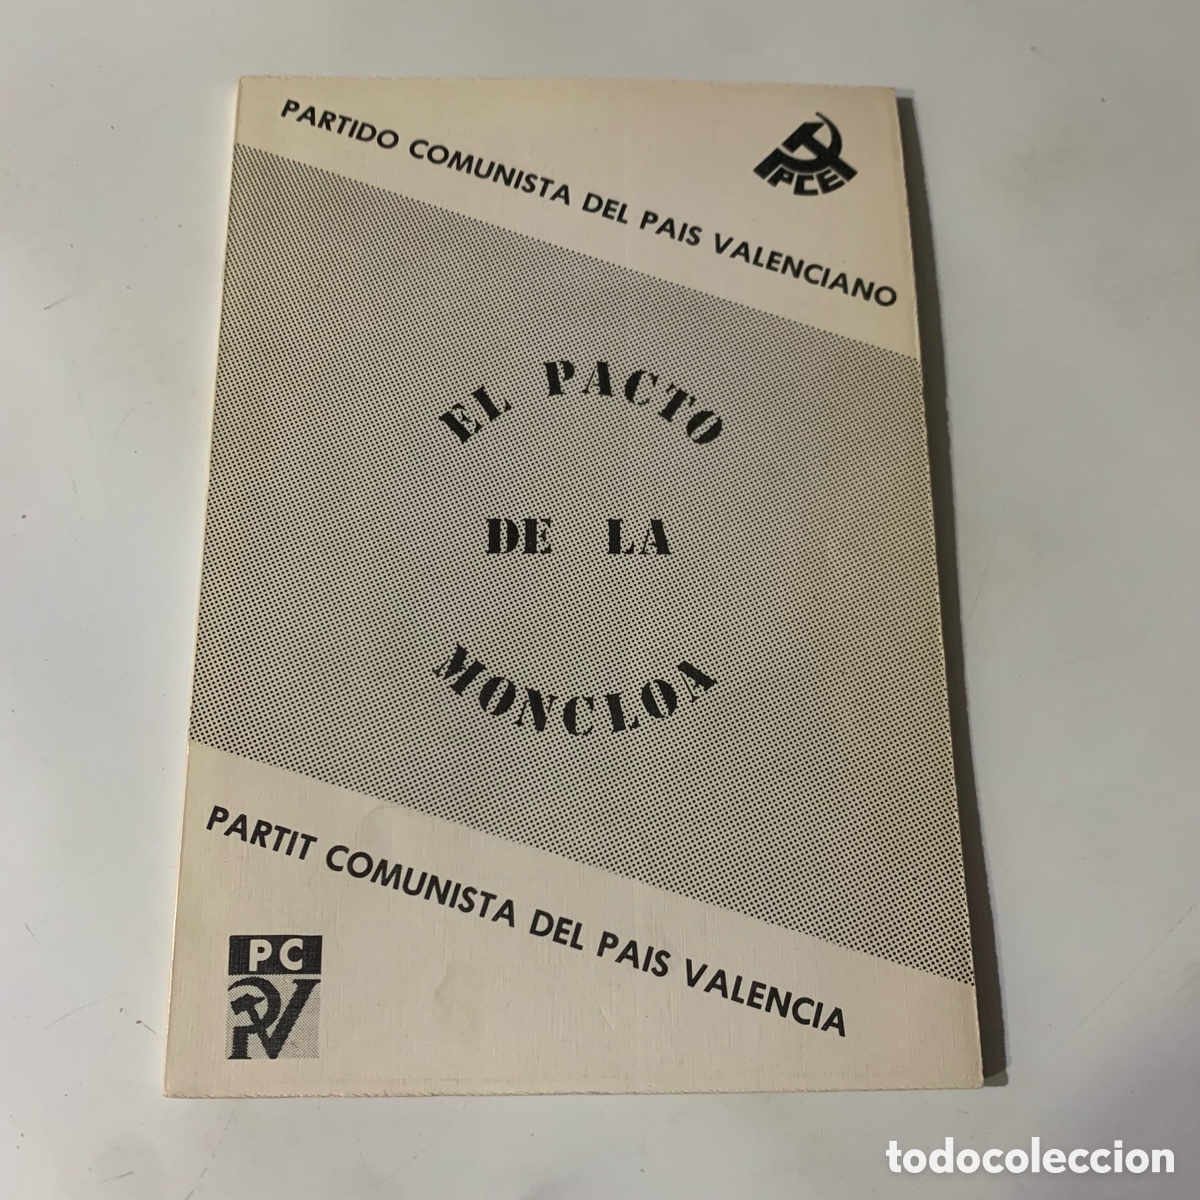 PARTIDO COMUNISTA DEL PAIS VALENCIANO
PCE
EL PACTO
DE LA
MONCLOA
PARTIT COMUNISTA DEL PAIS VALENCIA
PC
PV
todocoleccion